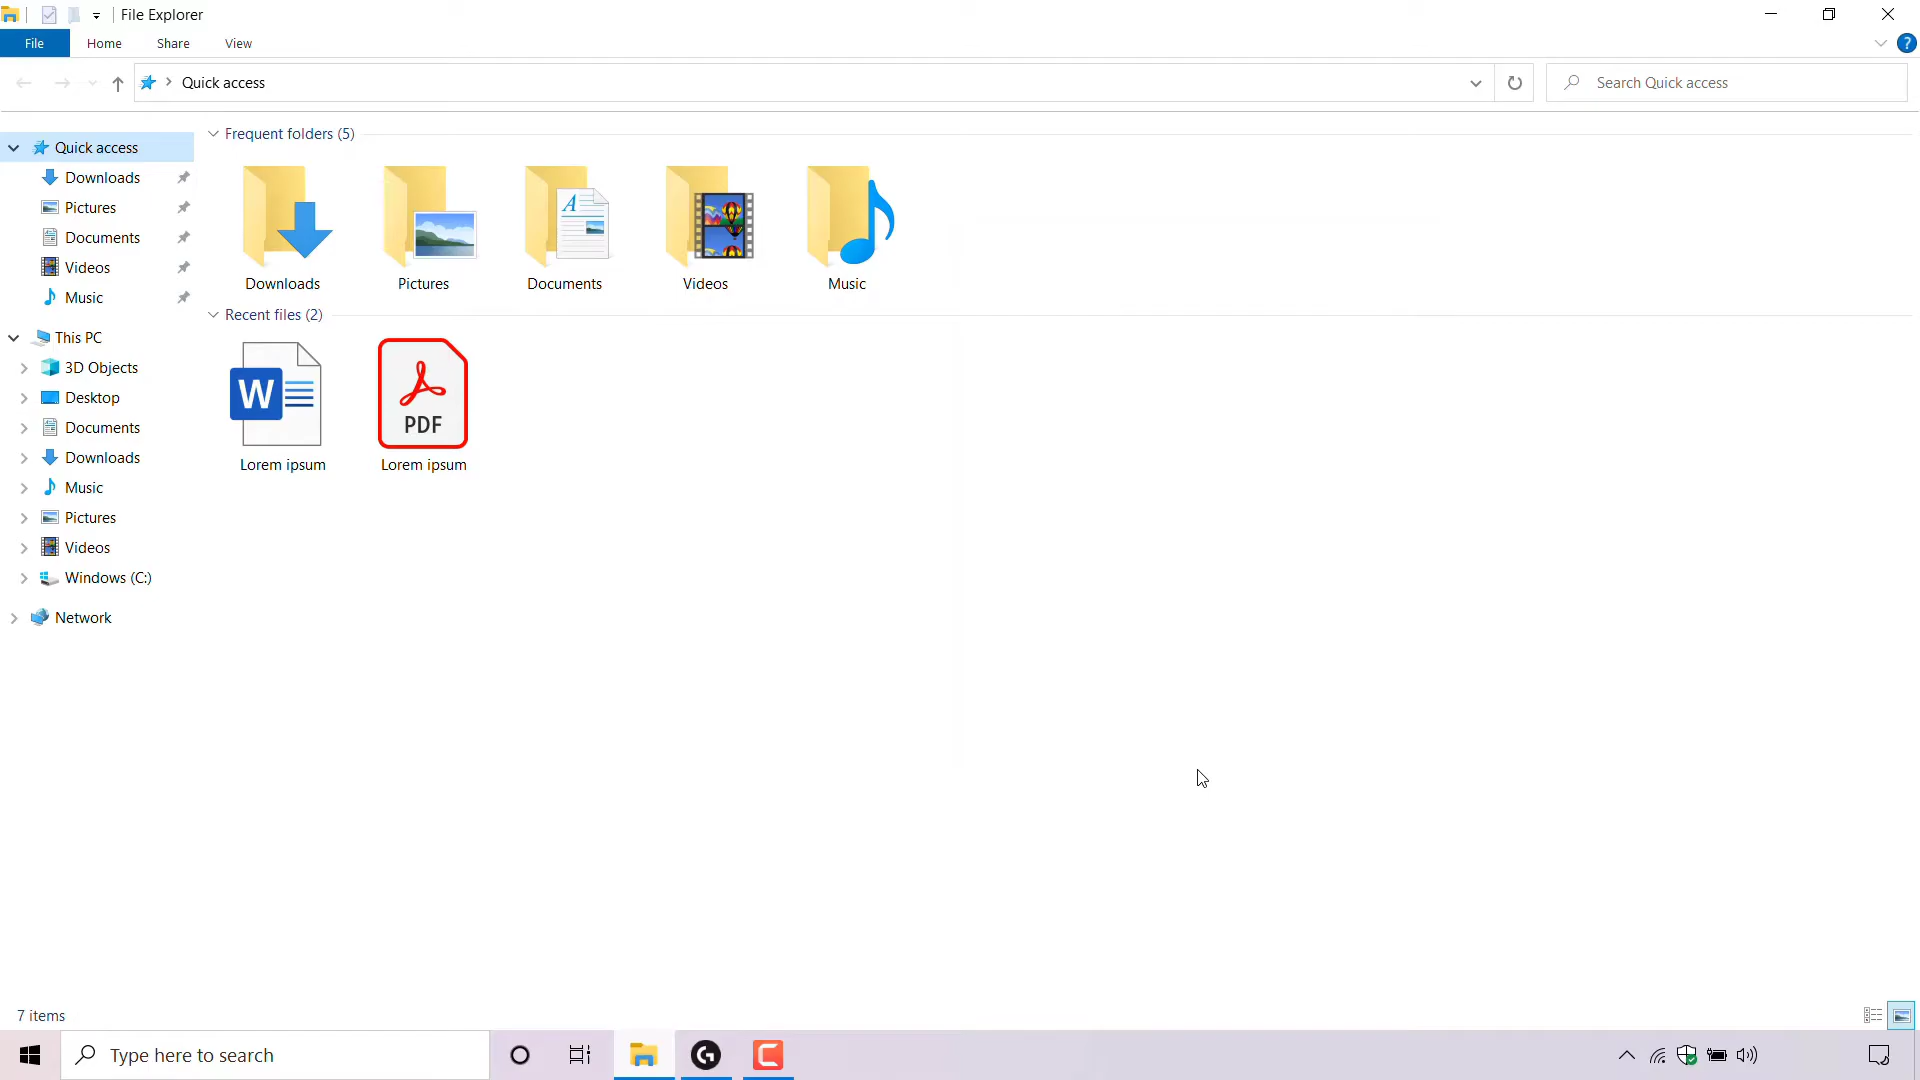 File Explorer
File Home Share View
Quick access
Search Quick access
Quick access
Downloads
Pictures
Documents
Videos
Music
This PC
3D Objects
Desktop
Documents
Downloads
Music
Pictures
Videos
Windows (C:)
Network
Frequent folders (5)
Downloads Pictures Documents Videos Music
Recent files (2)
W
PDF
Lorem ipsum Lorem ipsum
7 items
Type here to search